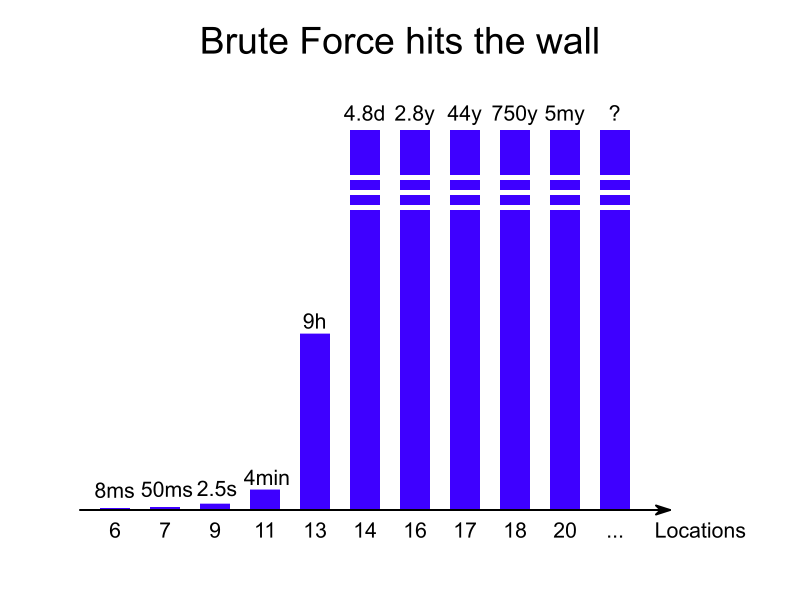 Brute Force hits the wall
4.8d 2.8y 44y 750y 5my ?
9h
8ms 50ms 2.5s 4min
6 7 9 11 13 14 16 17 18 20 ... Locations